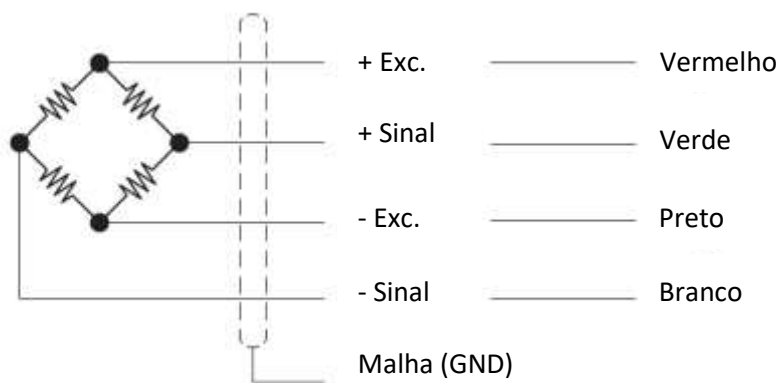 + Exc. Vermelho
+ Sinal Verde
- Exc. Preto
- Sinal Branco
Malha (GND)